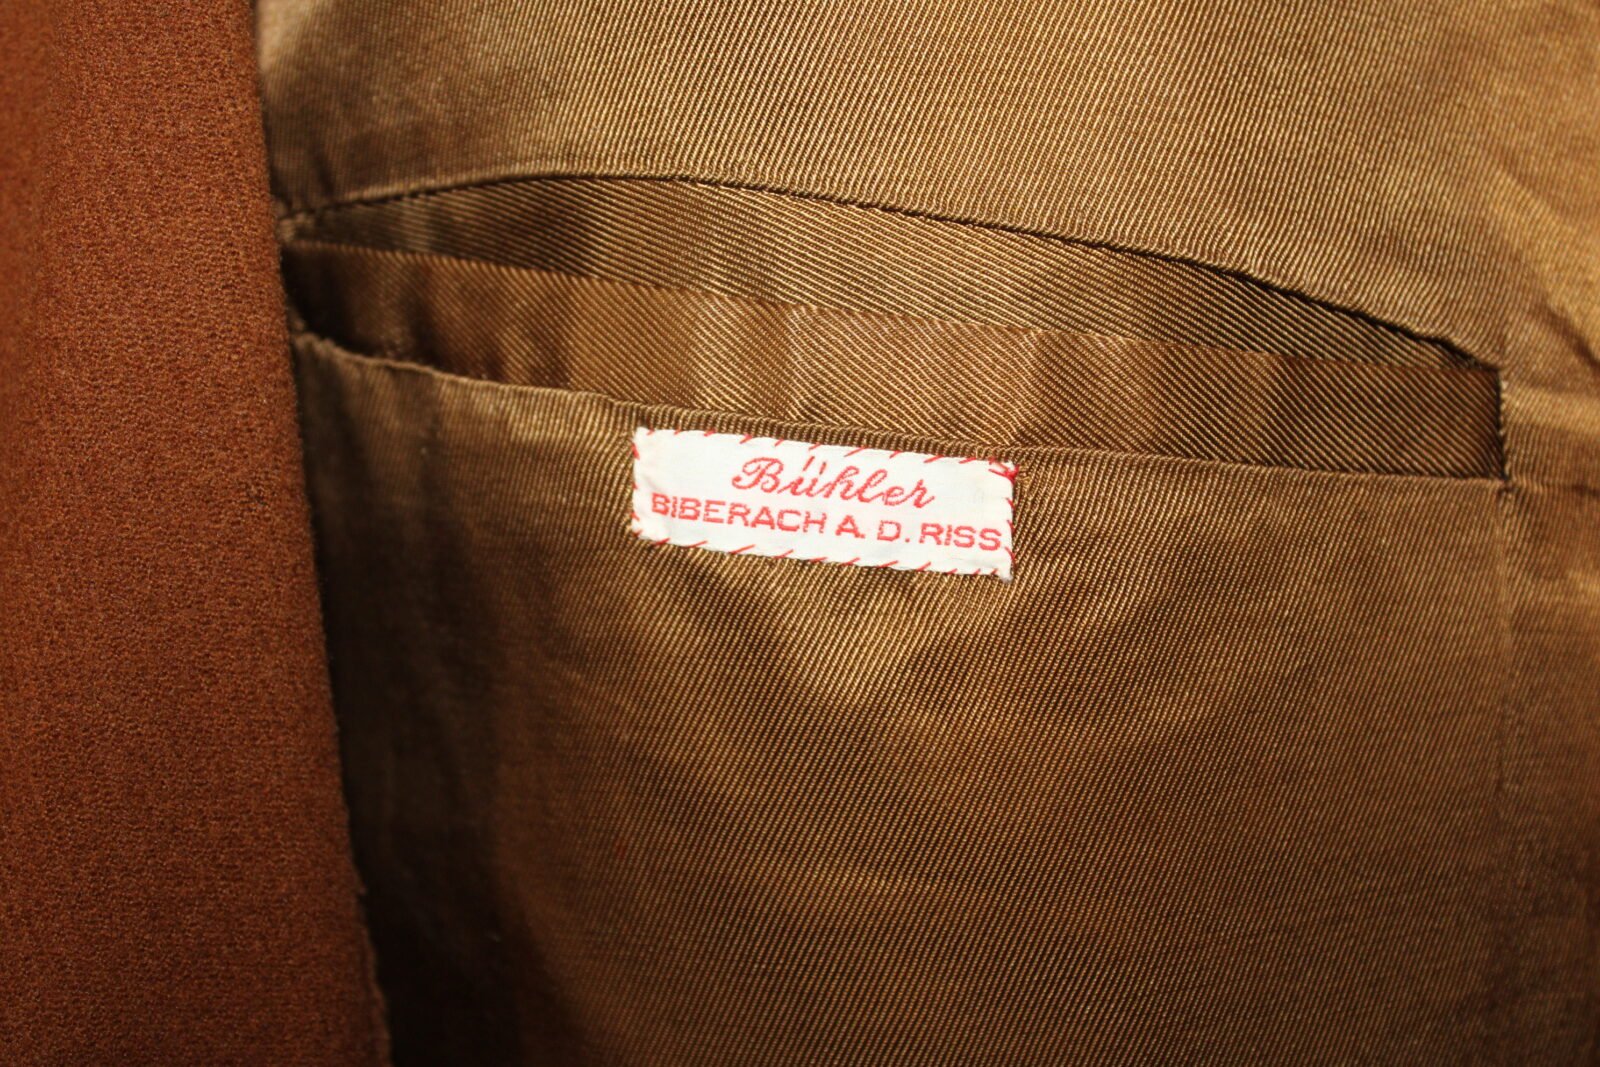 Bühler
BIBERACH A. D. RISS